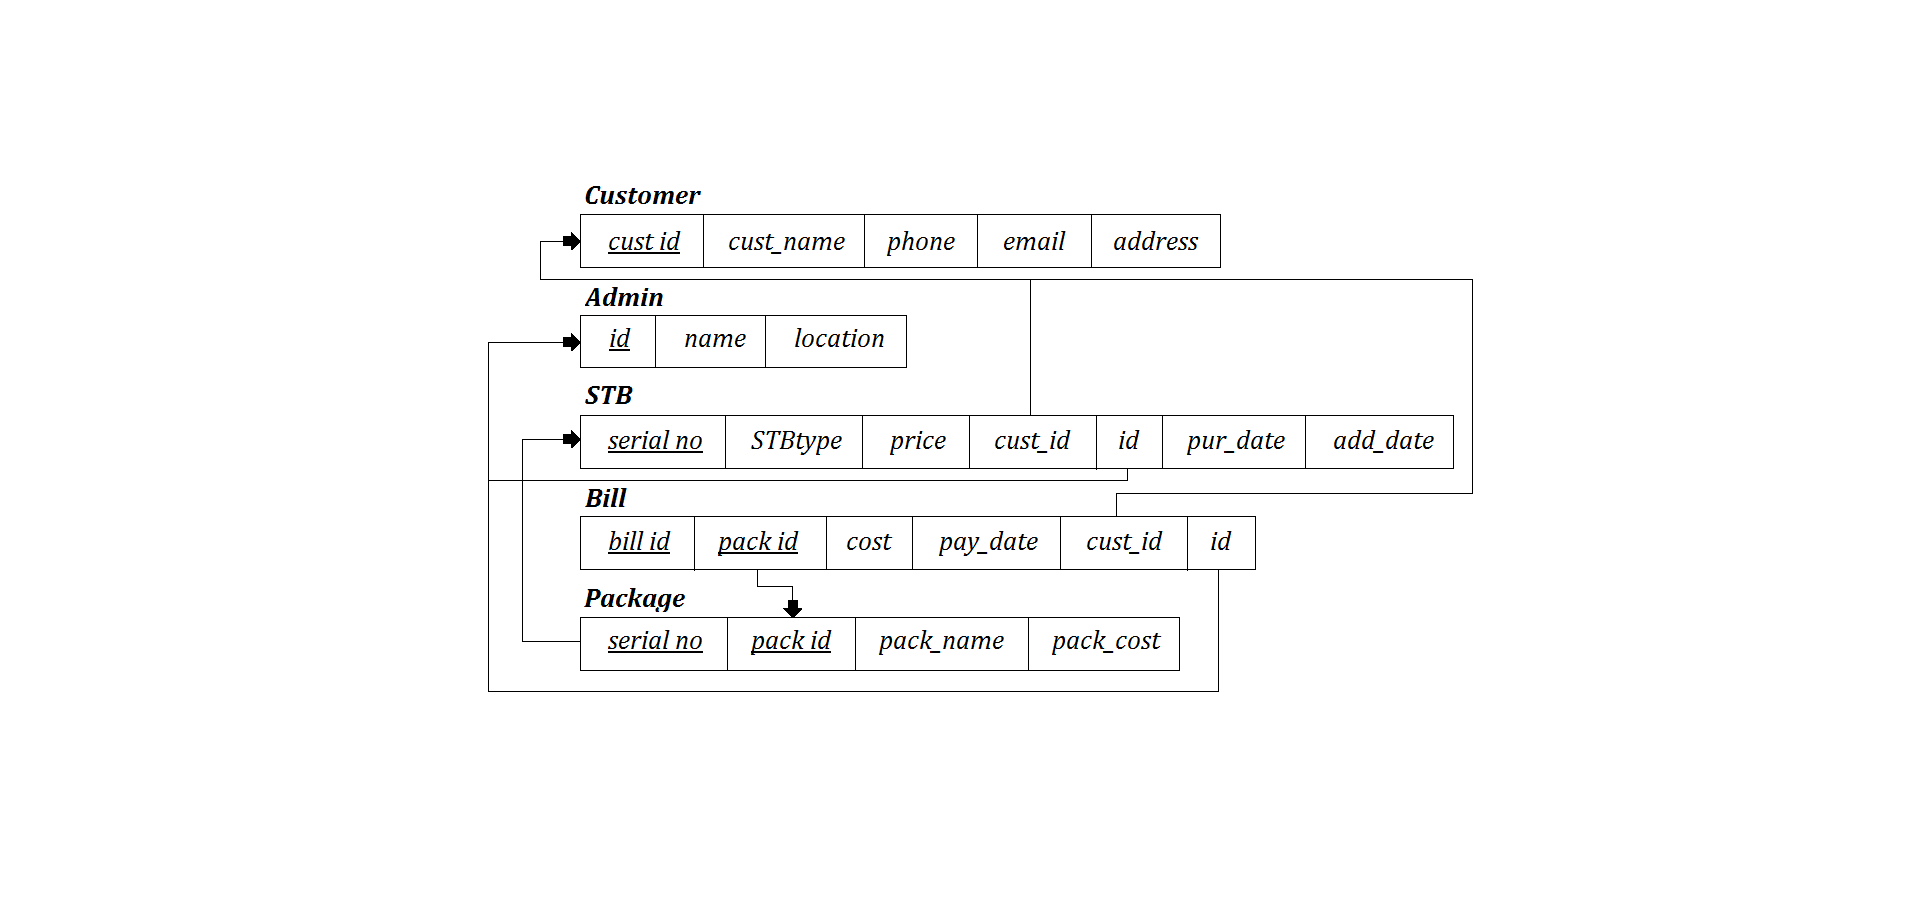 Customer
cust id cust_name phone email address
Admin
id name location
STB
serial no STBtype price cust_id id pur_date add_date
Bill
bill id pack id cost pay_date cust_id id
Package
serial no pack id pack_name pack_cost